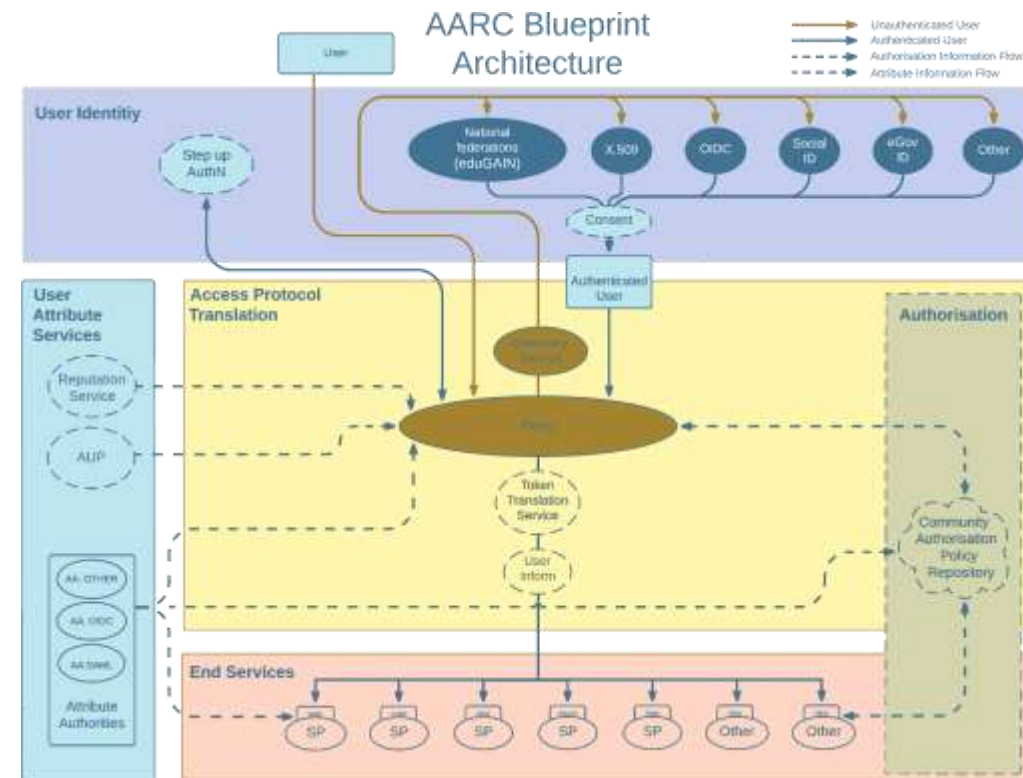 AARC Blueprint
Architecture
Unauthenticated User
Authenticated User
Authorisation Information Flow
Attribute Information Flow
User
User Identitiy
Step up
AuthN
National
federations
(eduGAIN)
X.509
OIDC
Social
ID
eGov
ID
Other
Consent
Authenticated
User
User
Attribute
Services
Reputation
Service
AUP
AA: OTHER
AA: OIDC
AA:SAML
Attribute
Authorities
Access Protocol
Translation
Proxy
Token
Translation
Service
User
Inform
Authorisation
Community
Authorisation
Policy
Repository
End Services
SP
SP
SP
SP
SP
Other
Other